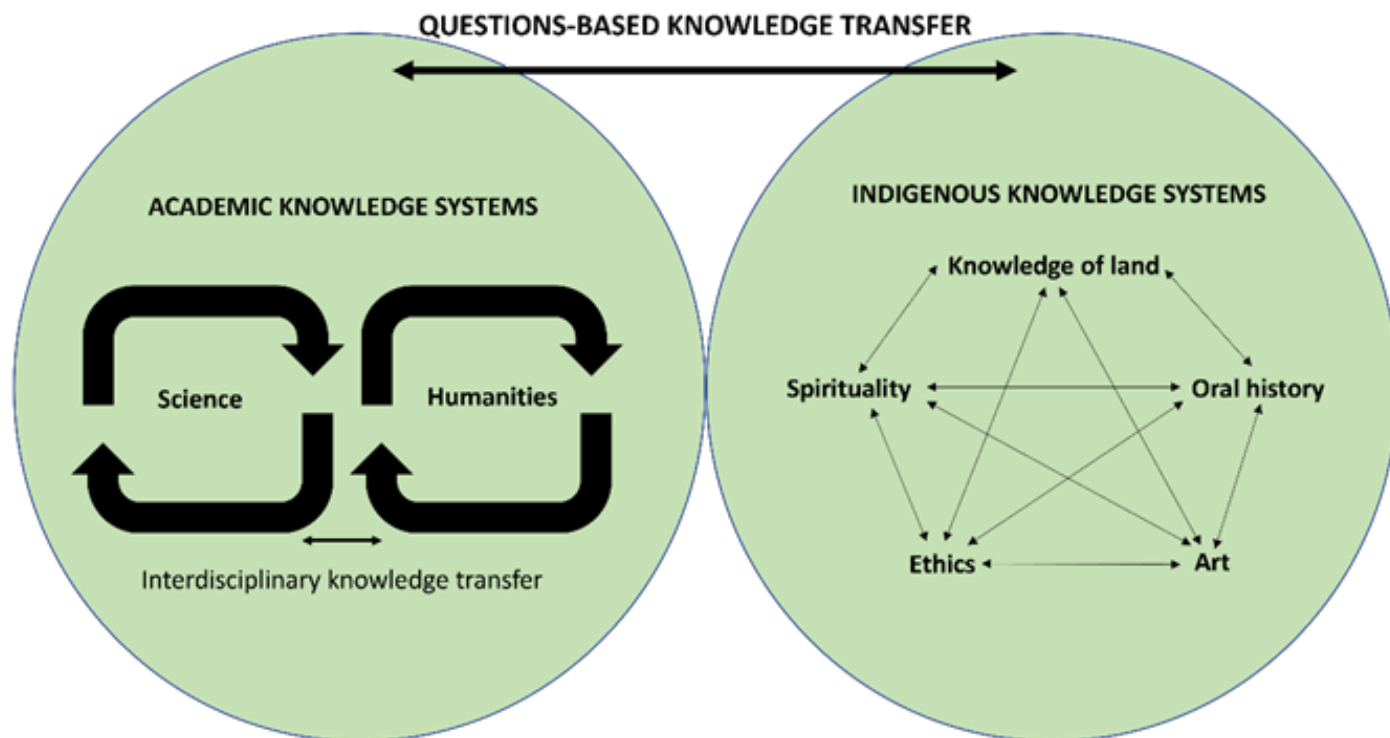 QUESTIONS-BASED KNOWLEDGE TRANSFER
ACADEMIC KNOWLEDGE SYSTEMS
Science
Humanities
Interdisciplinary knowledge transfer
INDIGENOUS KNOWLEDGE SYSTEMS
Knowledge of land
Spirituality
Oral history
Ethics
Art